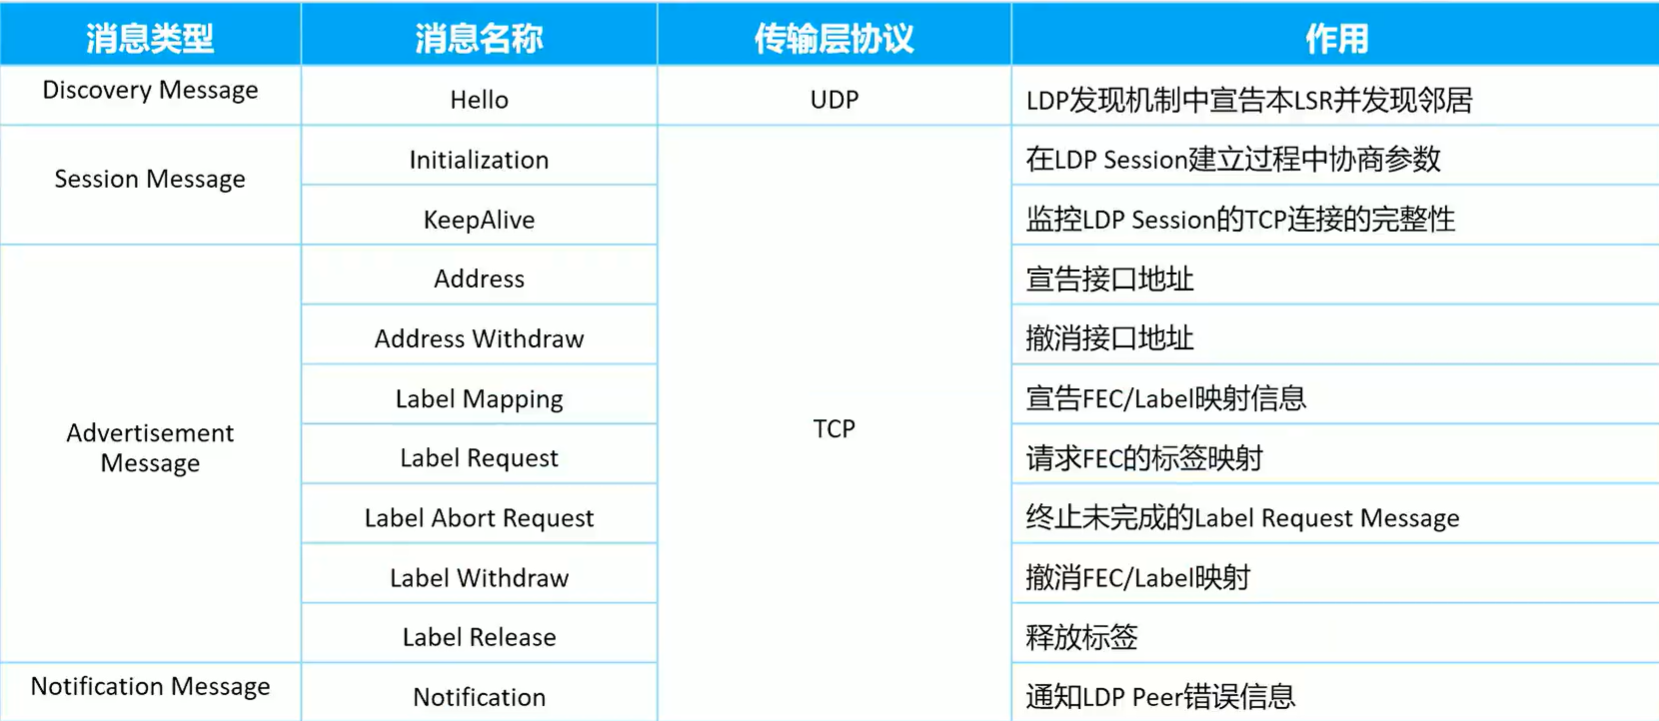 消息类型 消息名称 传输层协议 作用
Discovery Message Hello UDP LDP发现机制中宣告本LSR并发现邻居
Session Message Initialization TCP 在LDP Session建立过程中协商参数
KeepAlive 监控LDP Session的TCP连接的完整性
Advertisement Message Address 宣告接口地址
Address Withdraw 撤消接口地址
Label Mapping 宣告FEC/Label映射信息
Label Request 请求FEC的标签映射
Label Abort Request 终止未完成的Label Request Message
Label Withdraw 撤消FEC/Label映射
Label Release 释放标签
Notification Message Notification 通知LDP Peer错误信息